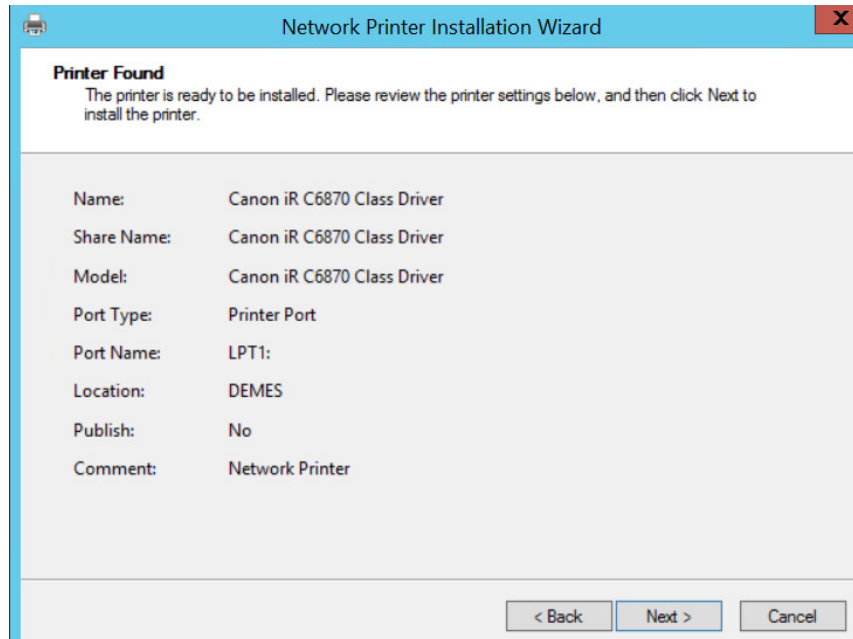 Network Printer Installation Wizard
X
Printer Found
The printer is ready to be installed. Please review the printer settings below, and then click Next to
install the printer.
Name: Canon iR C6870 Class Driver
Share Name: Canon iR C6870 Class Driver
Model: Canon iR C6870 Class Driver
Port Type: Printer Port
Port Name: LPT1:
Location: DEMES
Publish: No
Comment: Network Printer
< Back Next > Cancel